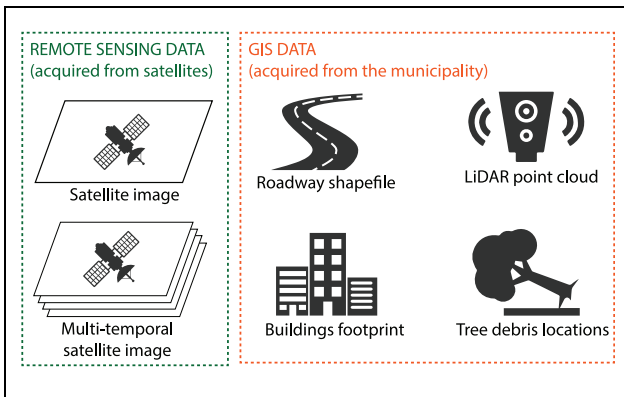 REMOTE SENSING DATA
(acquired from satellites)
Satellite image
Multi-temporal
satellite image
GIS DATA
(acquired from the municipality)
Roadway shapefile
LiDAR point cloud
Buildings footprint
Tree debris locations